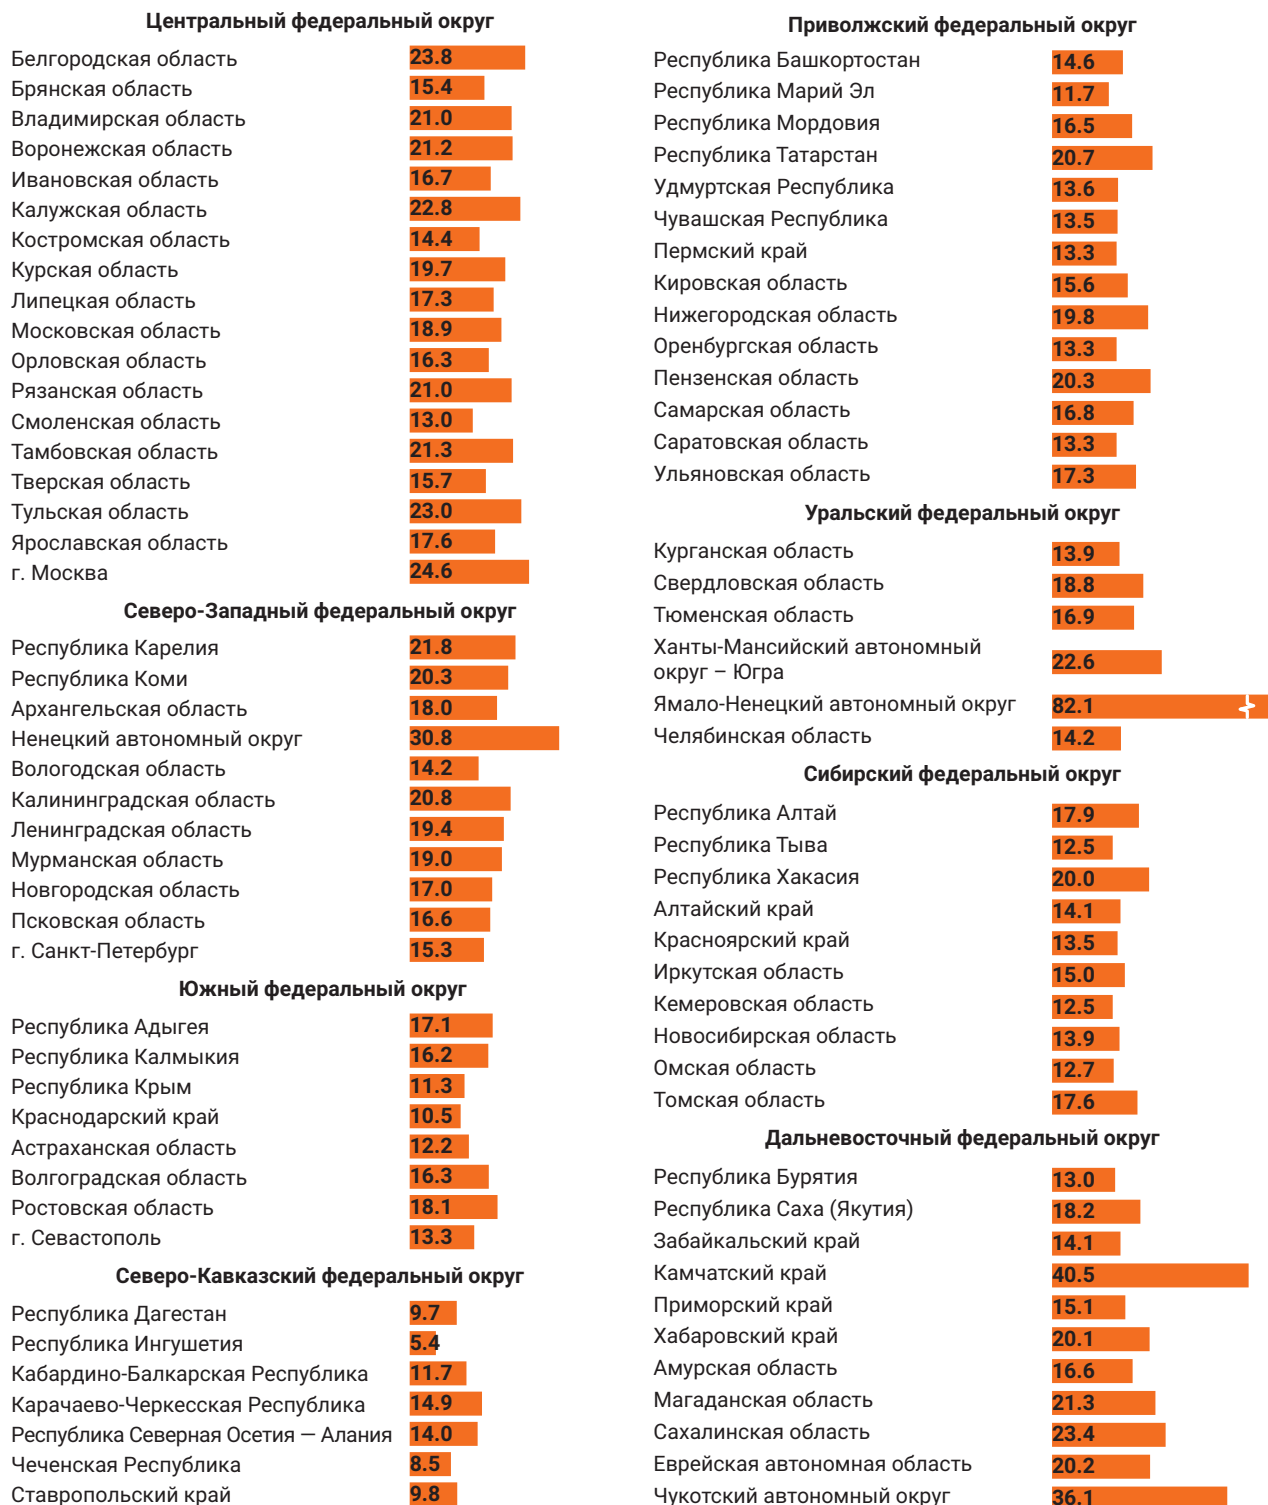 Центральный федеральный округ
Белгородская область 23.8
Брянская область 15.4
Владимирская область 21.0
Воронежская область 21.2
Ивановская область 16.7
Калужская область 22.8
Костромская область 14.4
Курская область 19.7
Липецкая область 17.3
Московская область 18.9
Орловская область 16.3
Рязанская область 21.0
Смоленская область 13.0
Тамбовская область 21.3
Тверская область 15.7
Тульская область 23.0
Ярославская область 17.6
г. Москва 24.6
Северо-Западный федеральный округ
Республика Карелия 21.8
Республика Коми 20.3
Архангельская область 18.0
Ненецкий автономный округ 30.8
Вологодская область 14.2
Калининградская область 20.8
Ленинградская область 19.4
Мурманская область 19.0
Новгородская область 17.0
Псковская область 16.6
г. Санкт-Петербург 15.3
Южный федеральный округ
Республика Адыгея 17.1
Республика Калмыкия 16.2
Республика Крым 11.3
Краснодарский край 10.5
Астраханская область 12.2
Волгоградская область 16.3
Ростовская область 18.1
г. Севастополь 13.3
Северо-Кавказский федеральный округ
Республика Дагестан 9.7
Республика Ингушетия 5.4
Кабардино-Балкарская Республика 11.7
Карачаево-Черкесская Республика 14.9
Республика Северная Осетия — Алания 14.0
Чеченская Республика 8.5
Ставропольский край 9.8
Приволжский федеральный округ
Республика Башкортостан 14.6
Республика Марий Эл 11.7
Республика Мордовия 16.5
Республика Татарстан 20.7
Удмуртская Республика 13.6
Чувашская Республика 13.5
Пермский край 13.3
Кировская область 15.6
Нижегородская область 19.8
Оренбургская область 13.3
Пензенская область 20.3
Самарская область 16.8
Саратовская область 13.3
Ульяновская область 17.3
Уральский федеральный округ
Курганская область 13.9
Свердловская область 18.8
Тюменская область 16.9
Ханты-Мансийский автономный
округ – Югра 22.6
Ямало-Ненецкий автономный округ 82.1
Челябинская область 14.2
Сибирский федеральный округ
Республика Алтай 17.9
Республика Тыва 12.5
Республика Хакасия 20.0
Алтайский край 14.1
Красноярский край 13.5
Иркутская область 15.0
Кемеровская область 12.5
Новосибирская область 13.9
Омская область 12.7
Томская область 17.6
Дальневосточный федеральный округ
Республика Бурятия 13.0
Республика Саха (Якутия) 18.2
Забайкальский край 14.1
Камчатский край 40.5
Приморский край 15.1
Хабаровский край 20.1
Амурская область 16.6
Магаданская область 21.3
Сахалинская область 23.4
Еврейская автономная область 20.2
Чукотский автономный округ 36.1